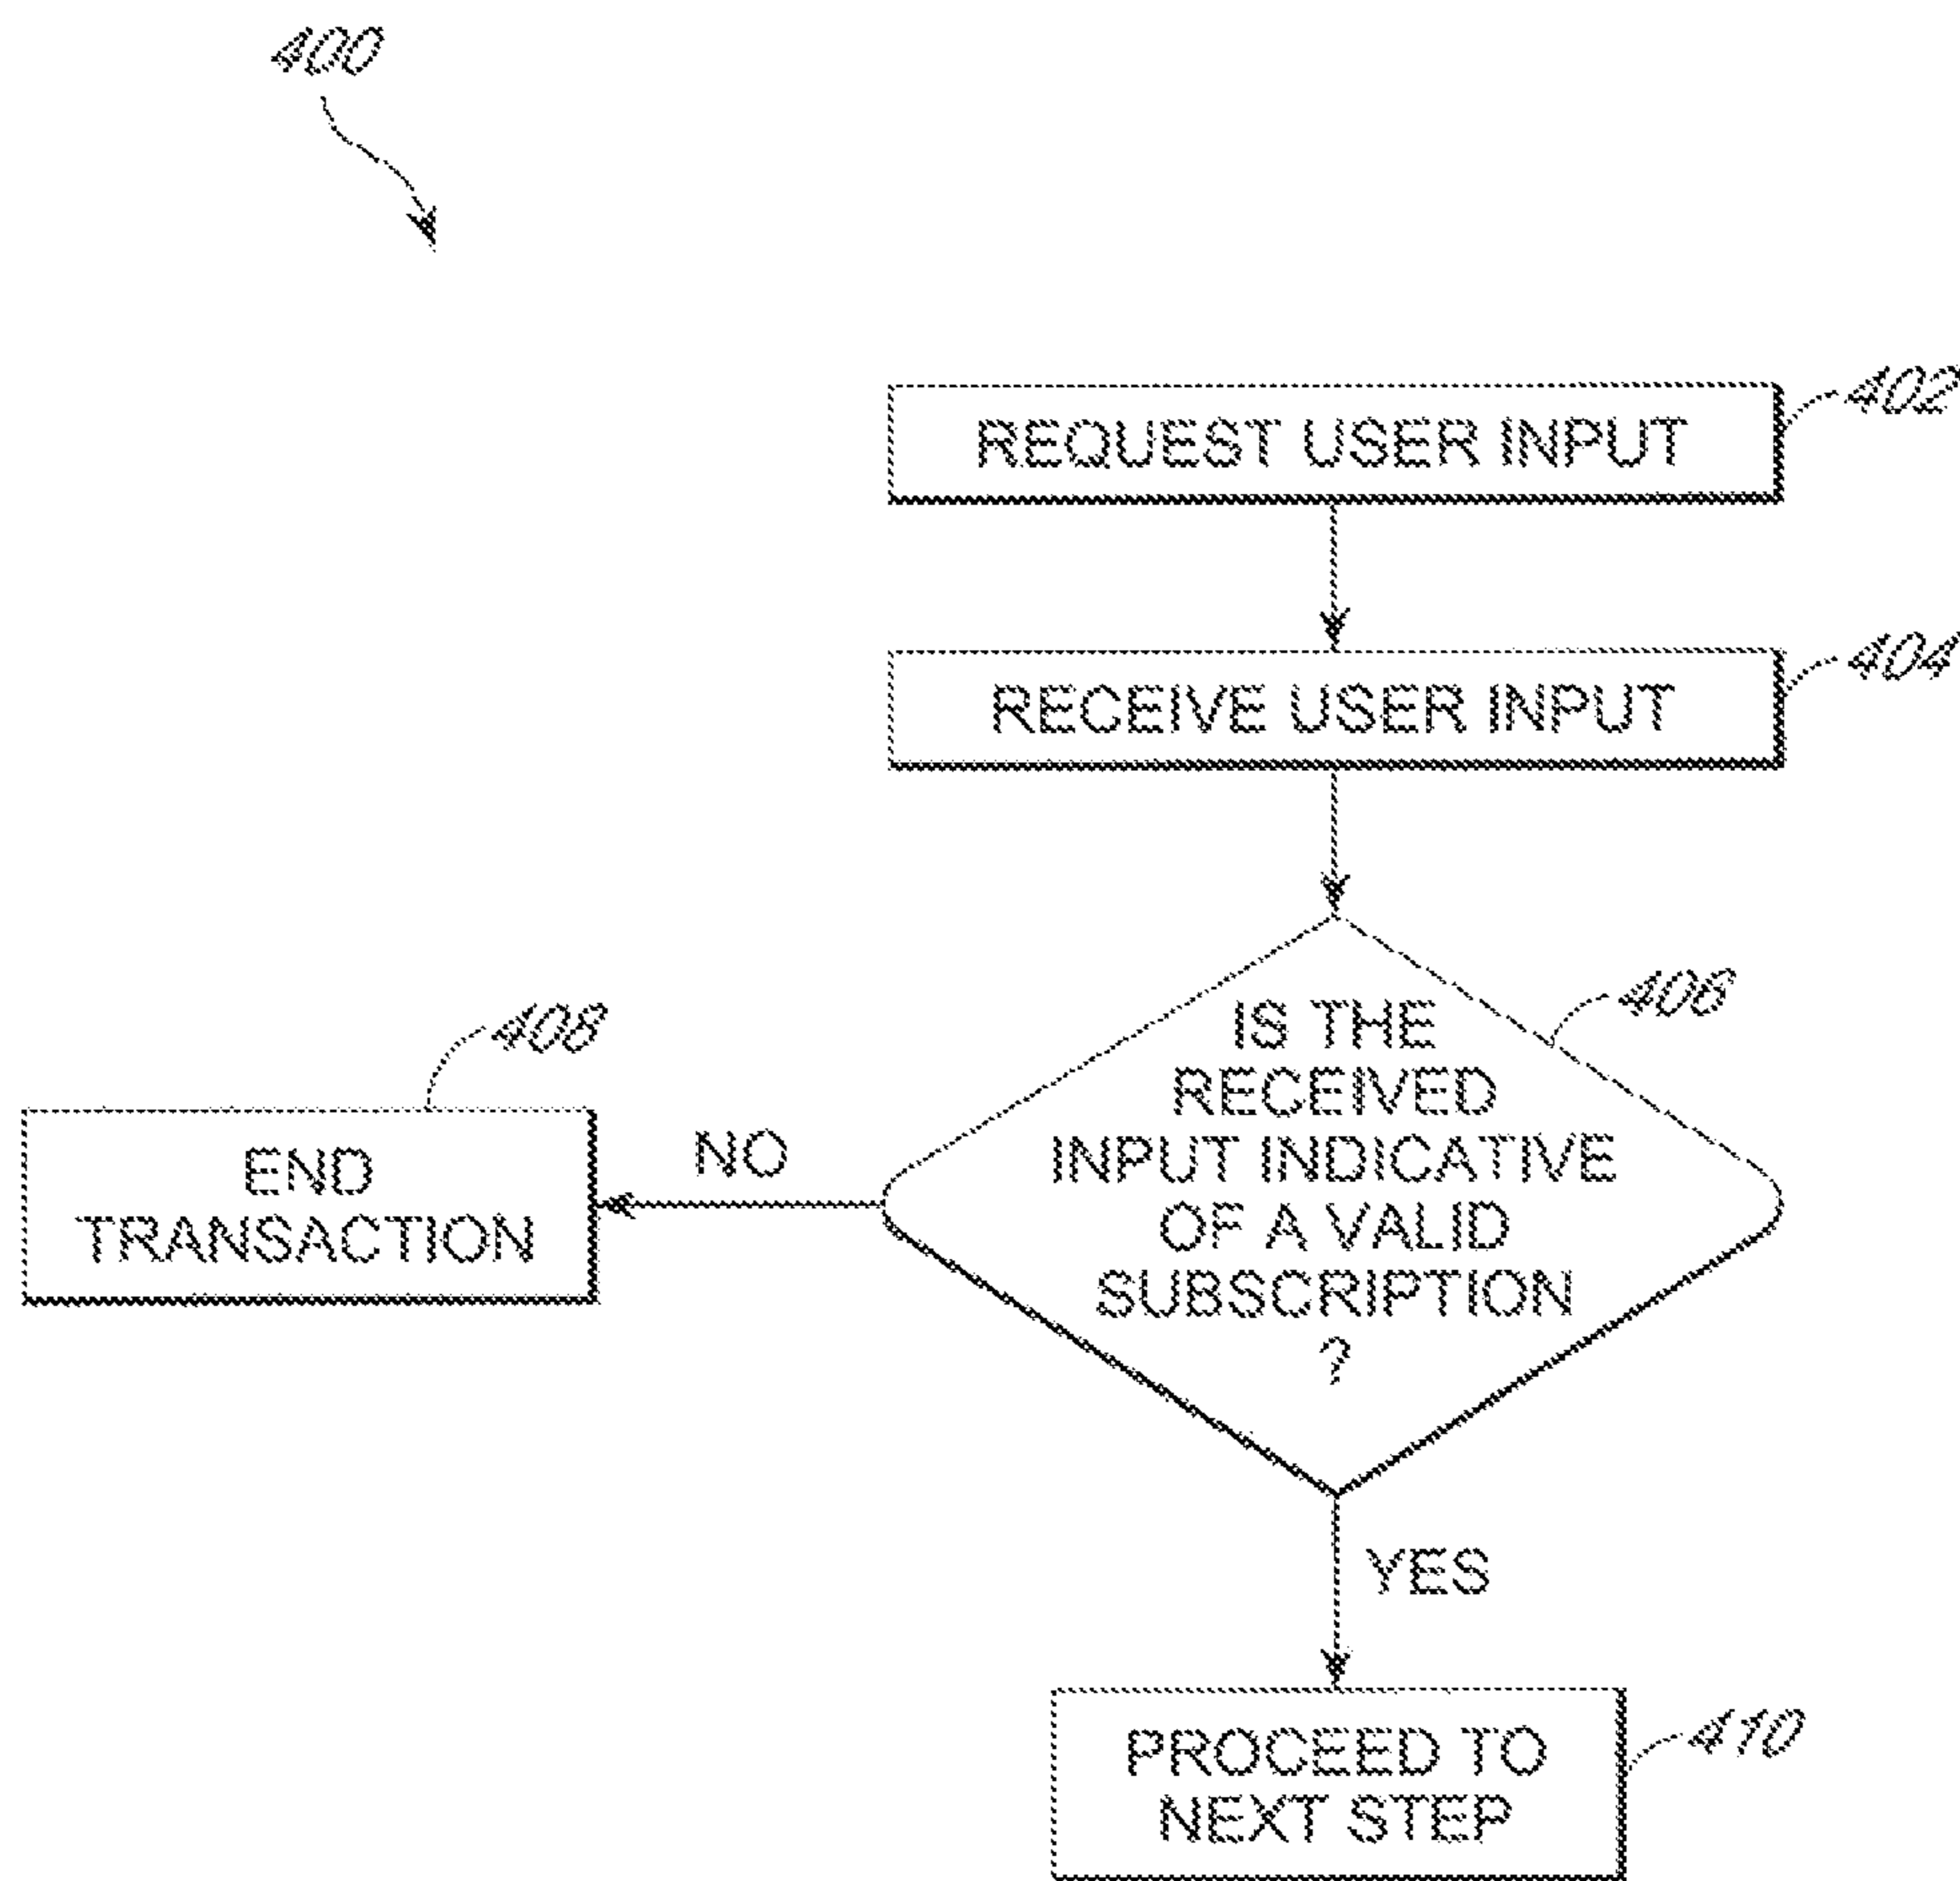 400
REQUEST USER INPUT
402
RECEIVE USER INPUT
404
IS THE
RECEIVED
INPUT INDICATIVE
OF A VALID
SUBSCRIPTION
?
406
NO
END
TRANSACTION
408
YES
PROCEED TO
NEXT STEP
410